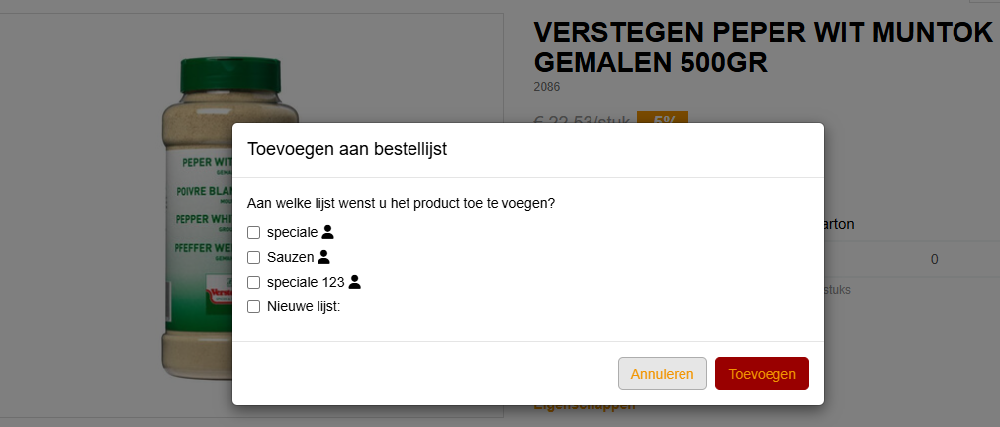 VERSTEGEN PEPER WIT MUNTOK
GEMALEN 500GR
2086
€ 22,53/stuk -5%
Toevoegen aan bestellijst
Aan welke lijst wenst u het product toe te voegen?
speciale
Sauzen
speciale 123
Nieuwe lijst:
Annuleren
Toevoegen
PEPER WIT
POIVRE BLA
PEPPER WHI
PFEFFER WE
Verste
arton
0
stuks
Eigenschappen